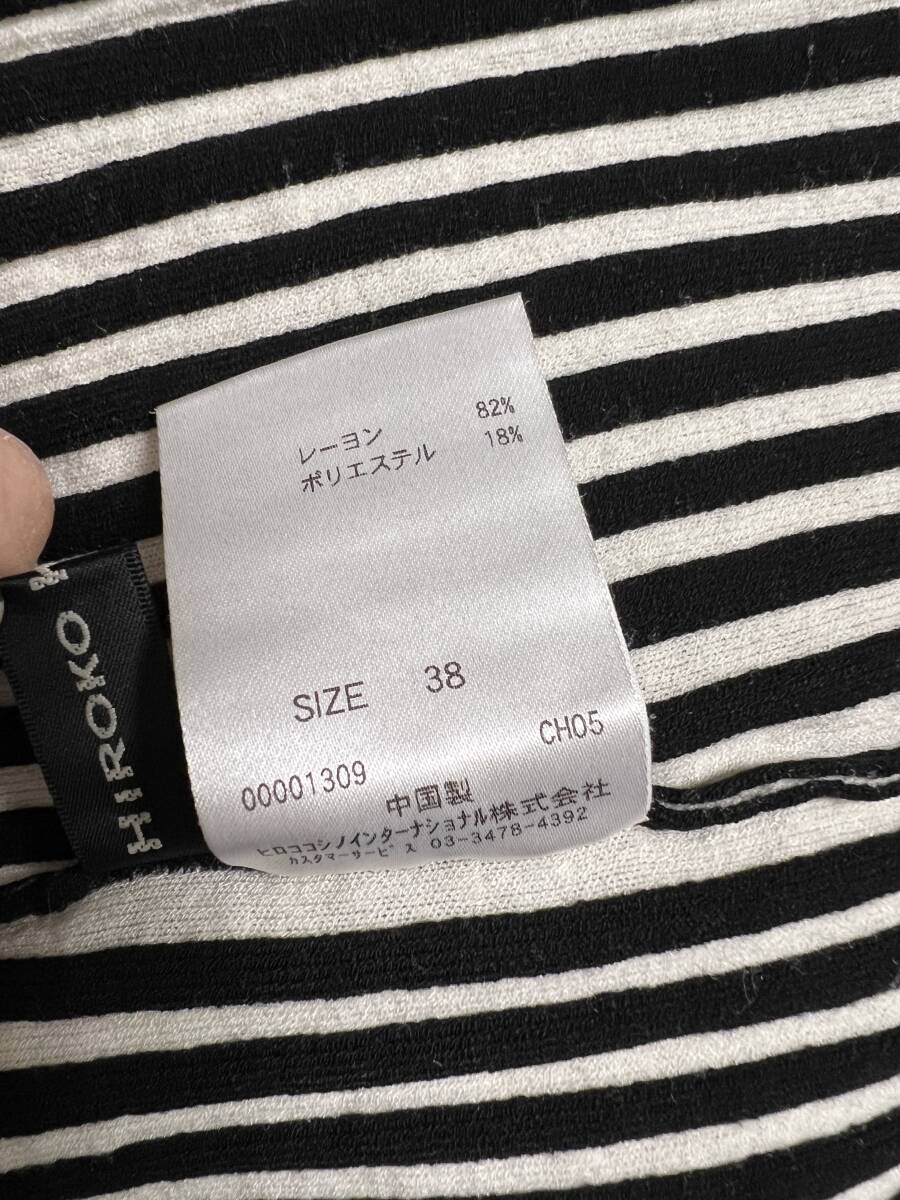 レーヨン 82%
ポリエステル 18%
SIZE 38
CH05
00001309
中国製
ヒロココシノインターナショナル株式会社
カスタマーサービス 03-3478-4392
HIROKO